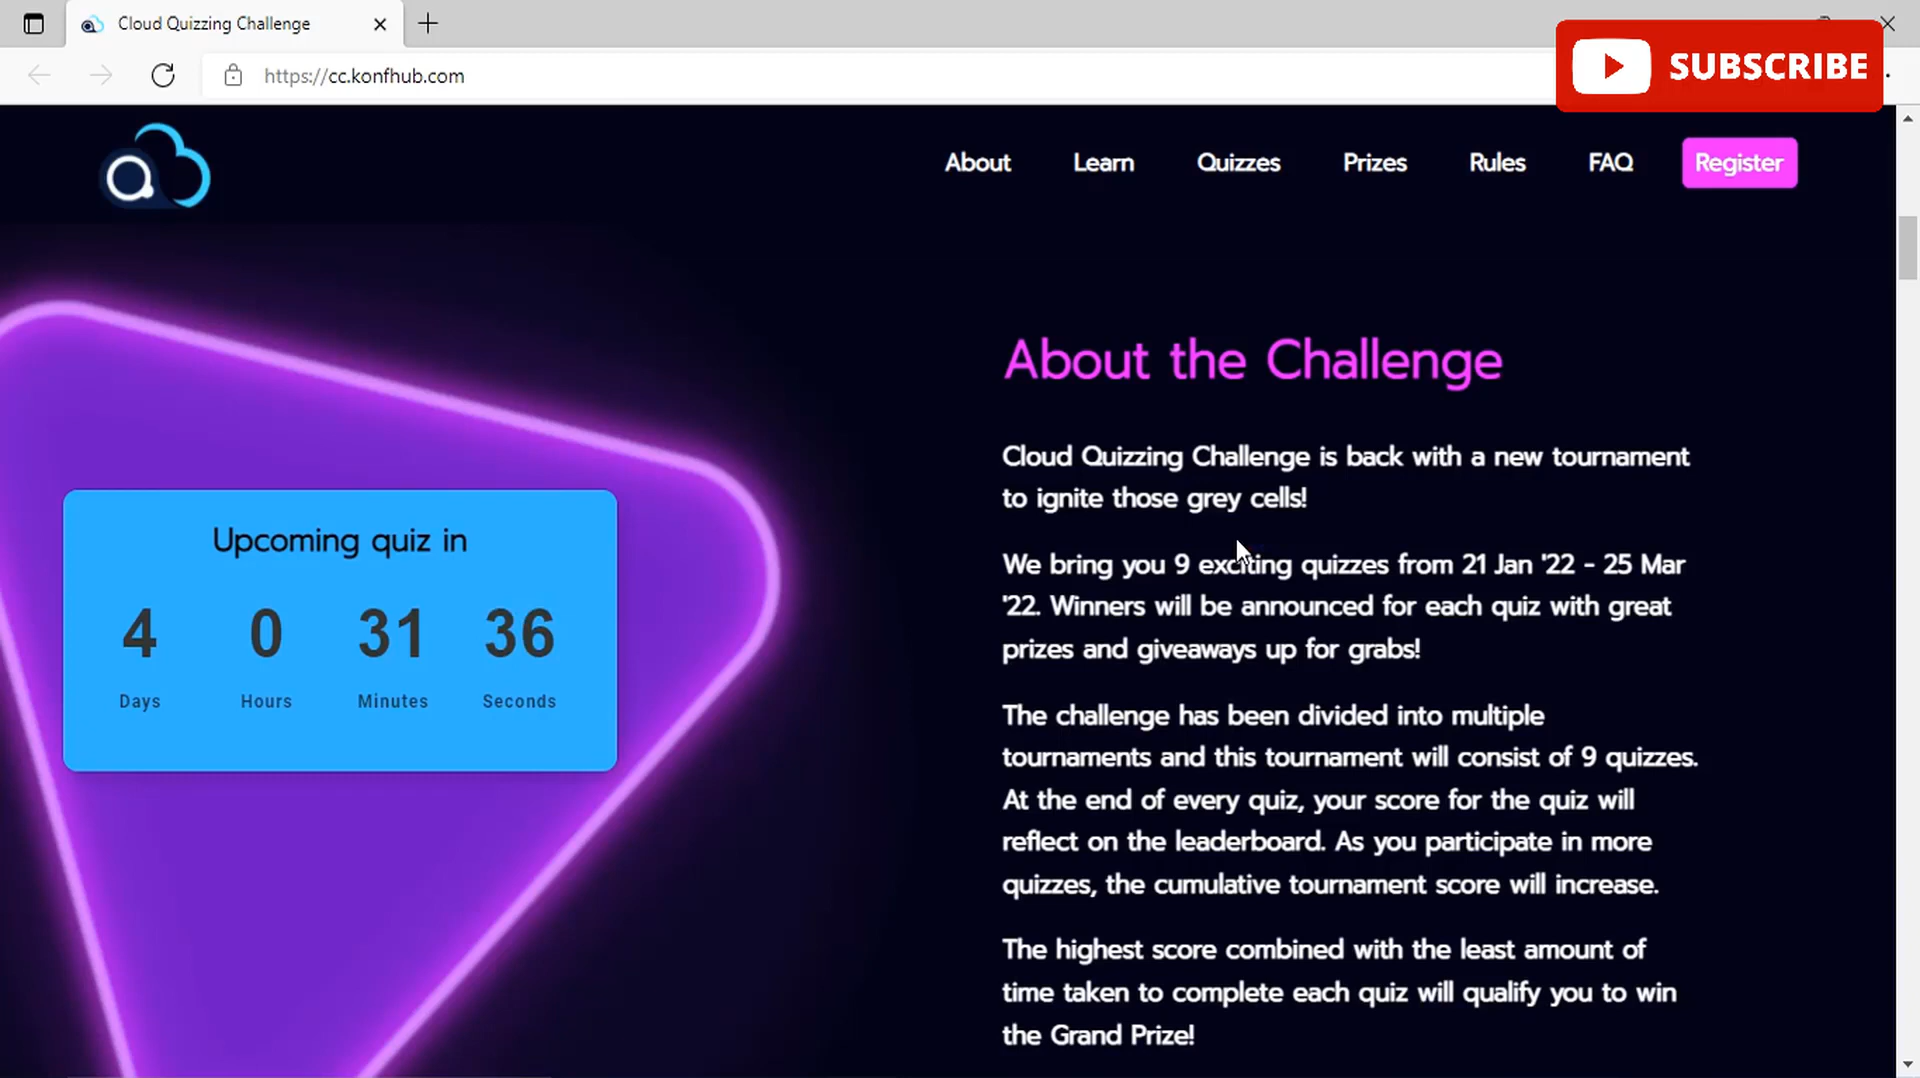 Cloud Quizzing Challenge
https://cc.konfhub.com
SUBSCRIBE
About
Learn
Quizzes
Prizes
Rules
FAQ
Register
About the Challenge
Cloud Quizzing Challenge is back with a new tournament
to ignite those grey cells!
We bring you 9 exciting quizzes from 21 Jan '22 - 25 Mar
'22. Winners will be announced for each quiz with great
prizes and giveaways up for grabs!
The challenge has been divided into multiple
tournaments and this tournament will consist of 9 quizzes.
At the end of every quiz, your score for the quiz will
reflect on the leaderboard. As you participate in more
quizzes, the cumulative tournament score will increase.
The highest score combined with the least amount of
time taken to complete each quiz will qualify you to win
the Grand Prize!
Upcoming quiz in
4 0 31 36
Days Hours Minutes Seconds